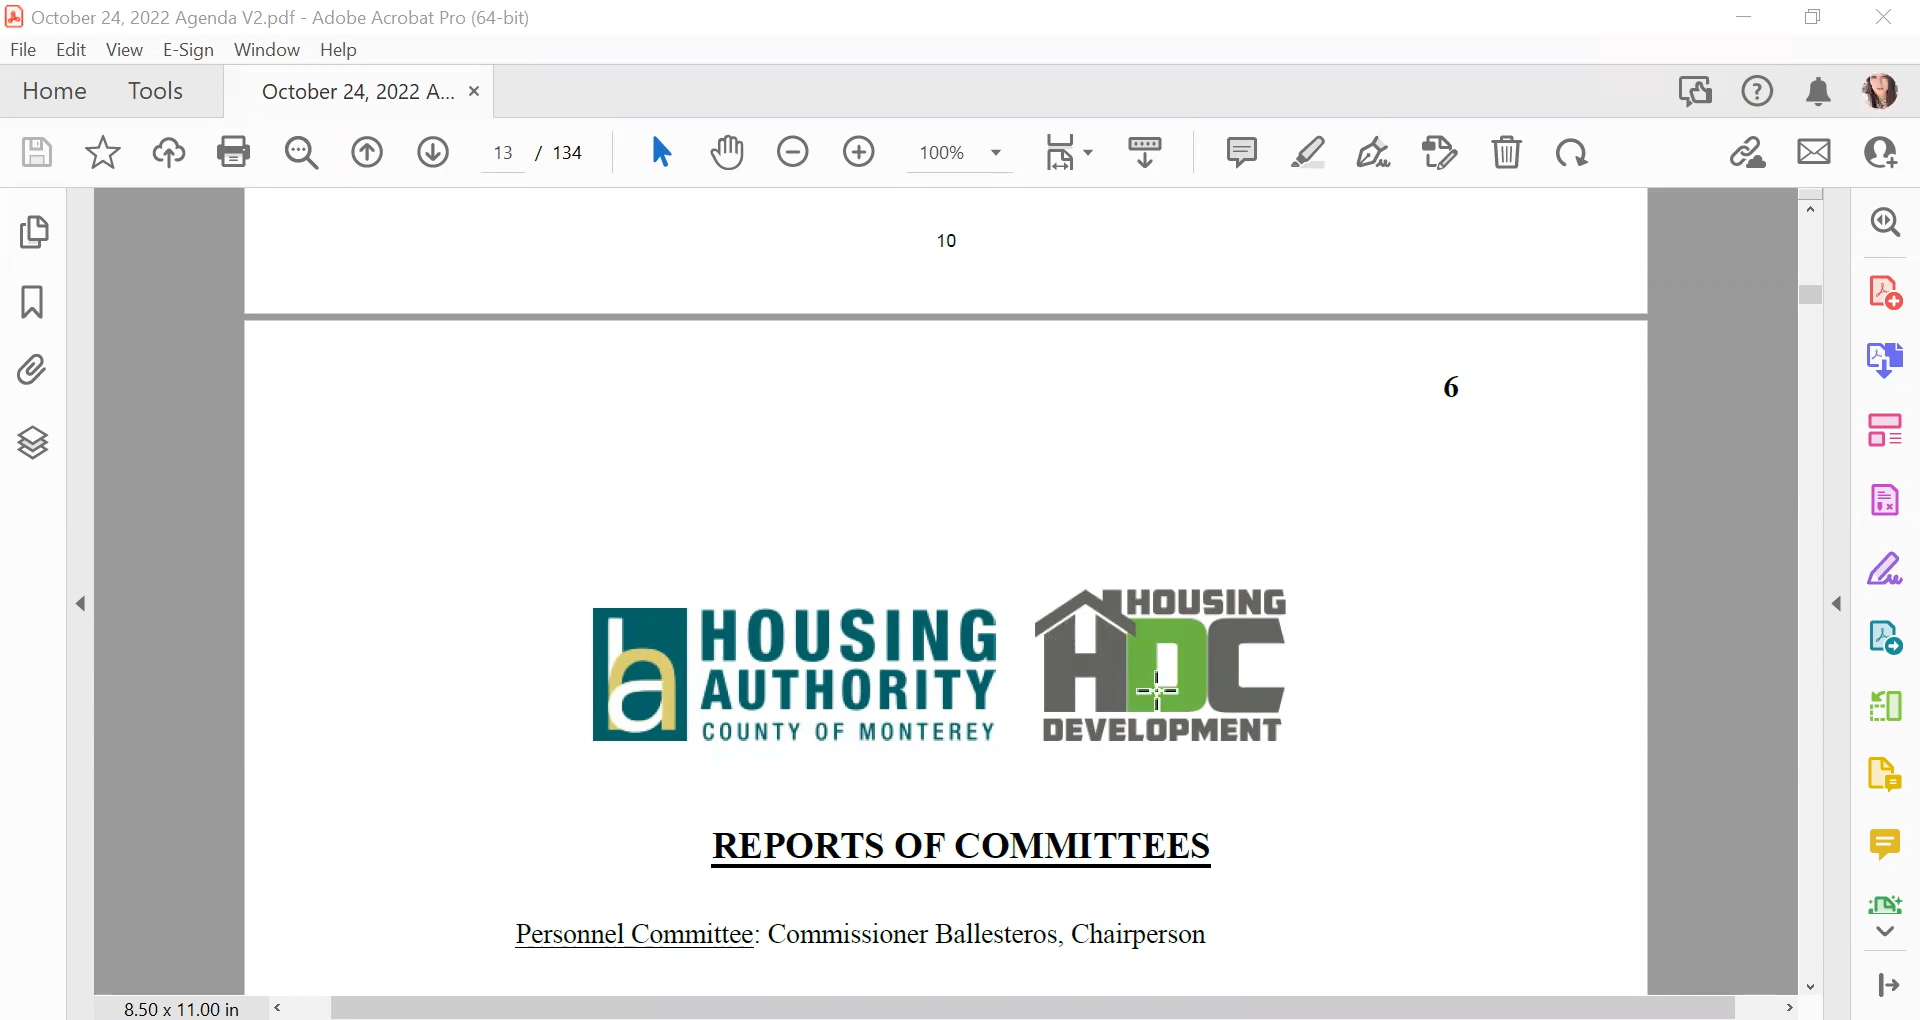 October 24, 2022 Agenda V2.pdf - Adobe Acrobat Pro (64-bit)
File Edit View E-Sign Window Help
Home Tools October 24, 2022 A... ×
13 / 134 100%
10
6
ha HOUSING AUTHORITY COUNTY OF MONTEREY
HOUSING HDC DEVELOPMENT
REPORTS OF COMMITTEES
Personnel Committee: Commissioner Ballesteros, Chairperson
8.50 x 11.00 in